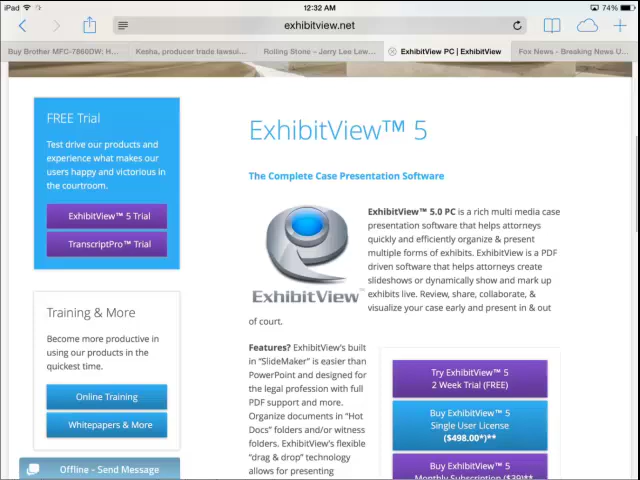 iPad 12:32 AM 74%
exhibitview.net
Buy Brother MFC-7860DW: H... Kesha, producer trade lawsui... Rolling Stone – Jerry Lee Law... ExhibitView PC | ExhibitView Fox News - Breaking News U...
FREE Trial
Test drive our products and
experience what makes our
users happy and victorious in
the courtroom.
ExhibitView™ 5 Trial
TranscriptPro™ Trial
Training & More
Become more productive in
using our products in the
quickest time.
Online Training
Whitepapers & More
Offline - Send Message
ExhibitView™ 5
The Complete Case Presentation Software
ExhibitView™
ExhibitView™ 5.0 PC is a rich multi media case
presentation software that helps attorneys
quickly and efficiently organize & present
multiple forms of exhibits. ExhibitView is a PDF
driven software that helps attorneys create
slideshows or dynamically show and mark up
exhibits live. Review, share, collaborate, &
visualize your case early and present in & out
of court.
Features? ExhibitView's built
in "SlideMaker" is easier than
PowerPoint and designed for
the legal profession with full
PDF support and more.
Organize documents in "Hot
Docs" folders and/or witness
folders. ExhibitView's flexible
"drag & drop" technology
allows for presenting
Try ExhibitView™ 5
2 Week Trial (FREE)
Buy ExhibitView™ 5
Single User License
($498.00*)**
Buy ExhibitView™ 5
Monthly Subscription ($39)**